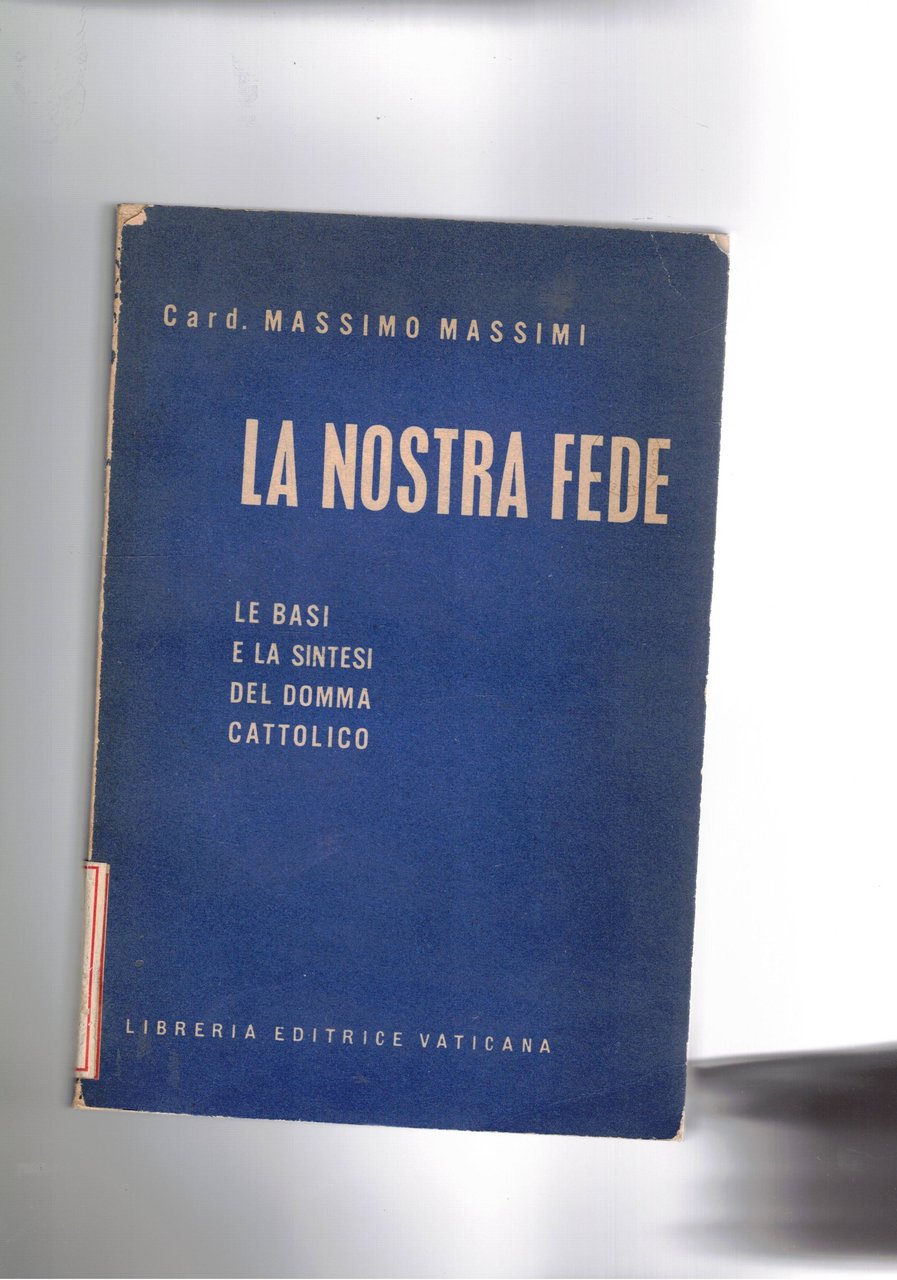 Card. MASSIMO MASSIMI
LA NOSTRA FEDE
LE BASI
E LA SINTESI
DEL DOMMA
CATTOLICO
LIBRERIA EDITRICE VATICANA